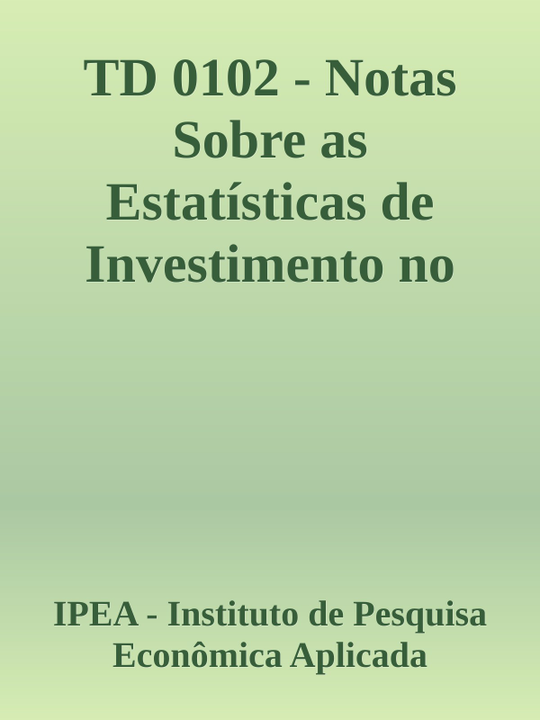 TD 0102 - Notas
Sobre as
Estatísticas de
Investimento no
IPEA - Instituto de Pesquisa
Econômica Aplicada